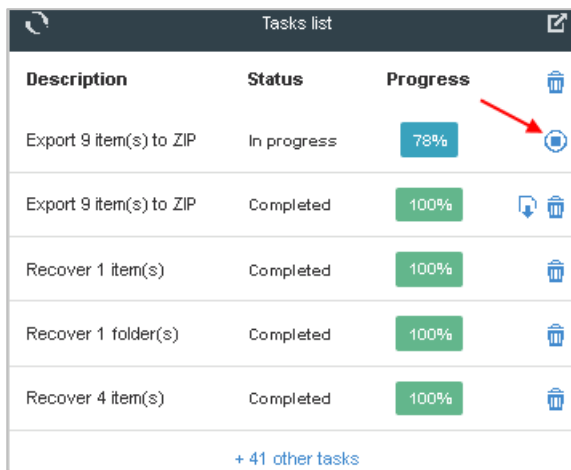 Tasks list
Description Status Progress
Export 9 item(s) to ZIP In progress 78%
Export 9 item(s) to ZIP Completed 100%
Recover 1 item(s) Completed 100%
Recover 1 folder(s) Completed 100%
Recover 4 item(s) Completed 100%
+ 41 other tasks